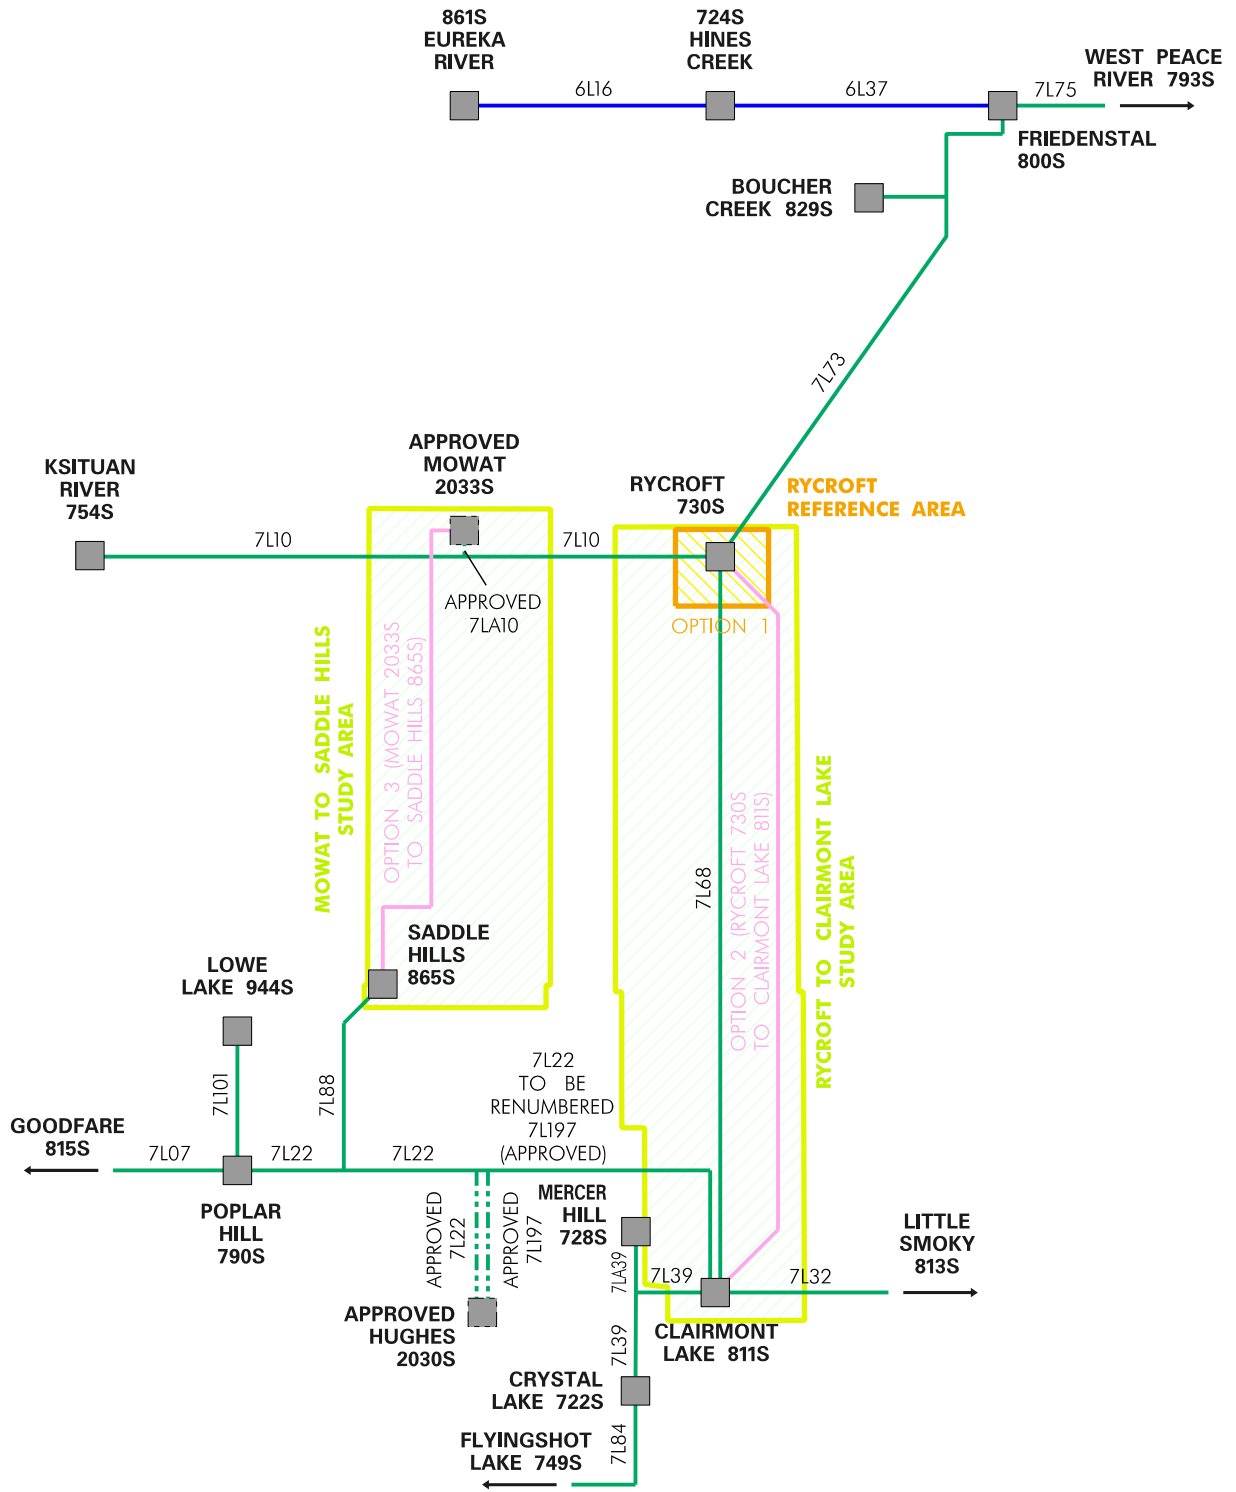 861S
EUREKA
RIVER
724S
HINES
CREEK
WEST PEACE
RIVER 793S
6L16
6L37
7L75
FRIEDENSTAL
800S
BOUCHER
CREEK 829S
7L73
APPROVED
MOWAT
2033S
KSITUAN
RIVER
754S
RYCROFT
730S
RYCROFT
REFERENCE AREA
7L10
7L10
APPROVED
7LA10
OPTION 1
MOWAT TO SADDLE HILLS
STUDY AREA
OPTION 3 (MOWAT 2033S
TO SADDLE HILLS 865S)
7L68
OPTION 2 (RYCROFT 730S
TO CLAIRMONT LAKE 811S)
RYCROFT TO CLAIRMONT LAKE
STUDY AREA
SADDLE
HILLS
865S
LOWE
LAKE 944S
7L101
7L88
7L22
TO BE
RENUMBERED
7L197
(APPROVED)
GOODFARE
815S
7L07
7L22
7L22
POPLAR
HILL
790S
APPROVED
7L22
APPROVED
7L197
MERCER
HILL
728S
7LA39
7L39
7L32
LITTLE
SMOKY
813S
APPROVED
HUGHES
2030S
CLAIRMONT
LAKE 811S
7L39
CRYSTAL
LAKE 722S
7L84
FLYINGSHOT
LAKE 749S